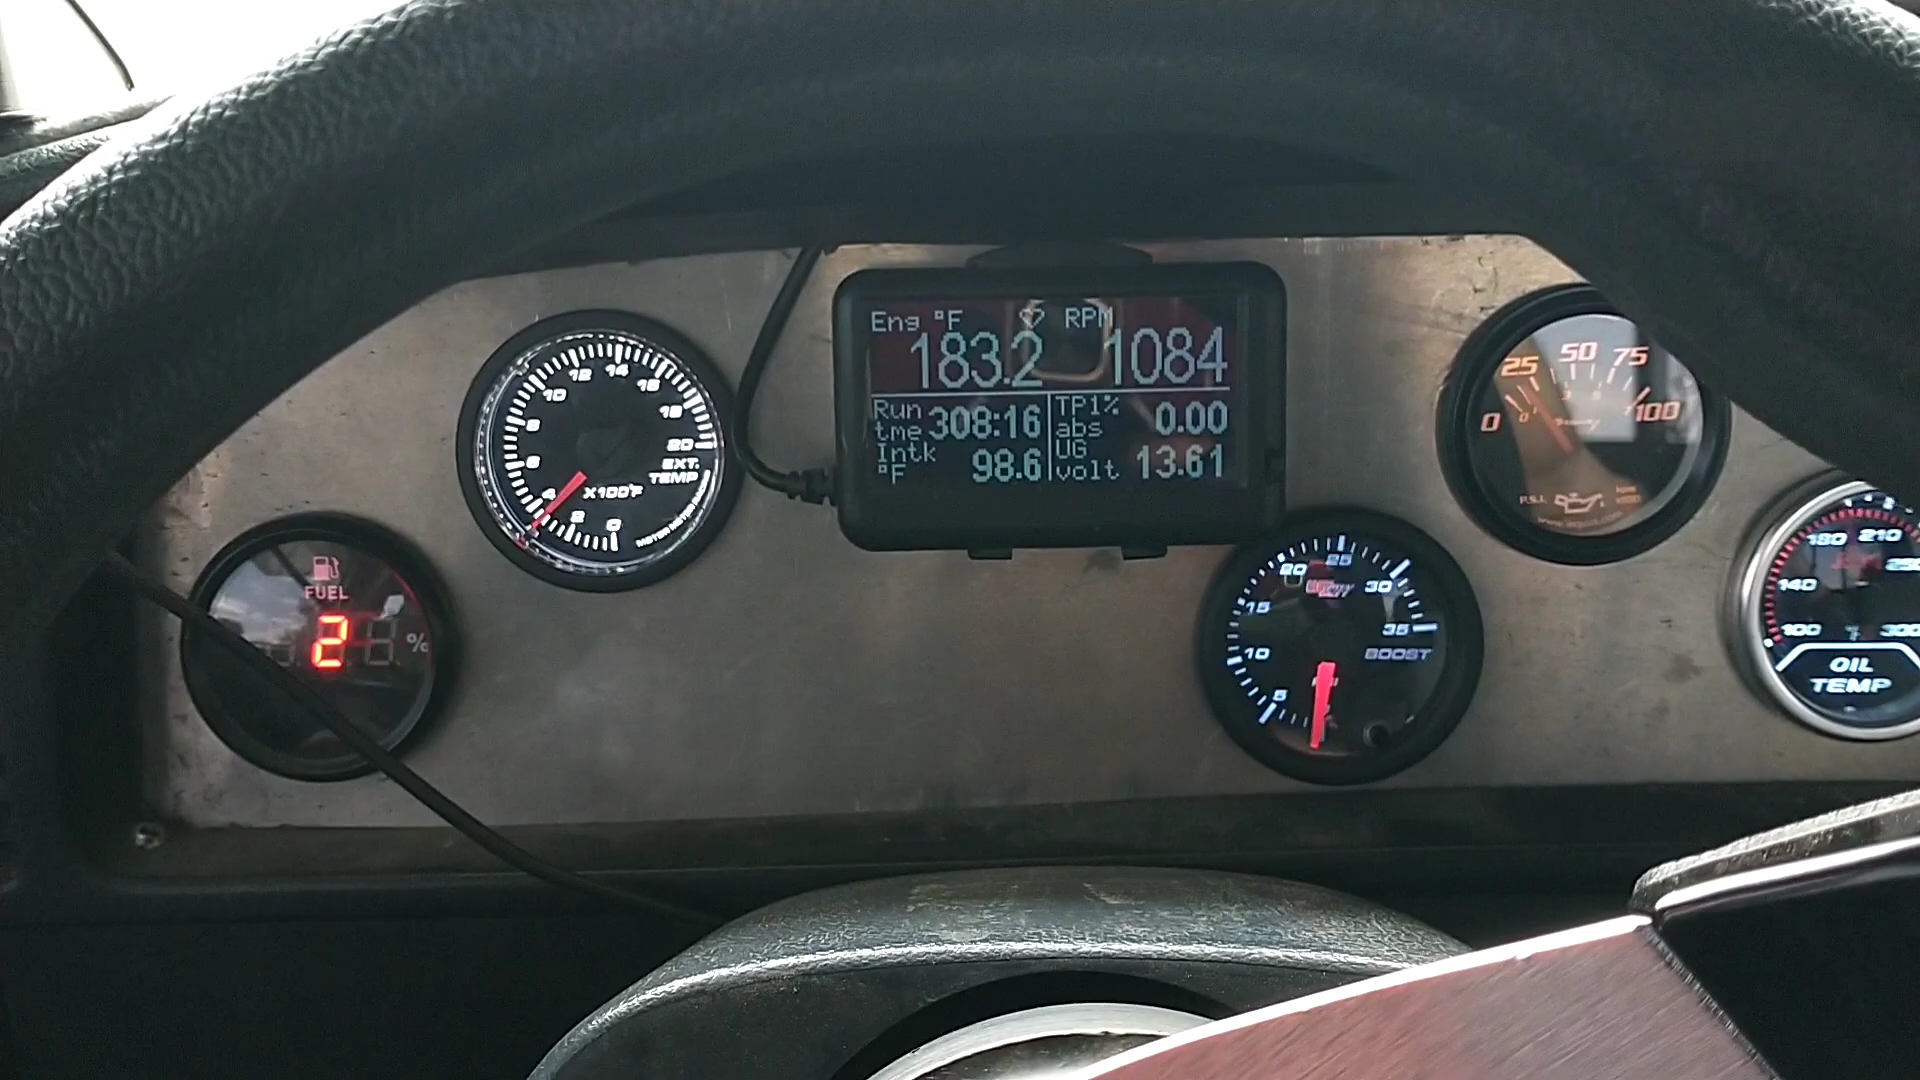 Eng °F RPM
183.2 1084
Run tme 308:16 TP1% abs 0.00
Intk °F 98.6 UG volt 13.61
0 2 4 6 8 10 12 14 16 18 20
EXT.
TEMP
X100°F
FUEL
2 %
0 25 50 75 100
P.S.I.
5 10 15 20 25 30 35
BOOST
100 140 180 210 300
OIL
TEMP